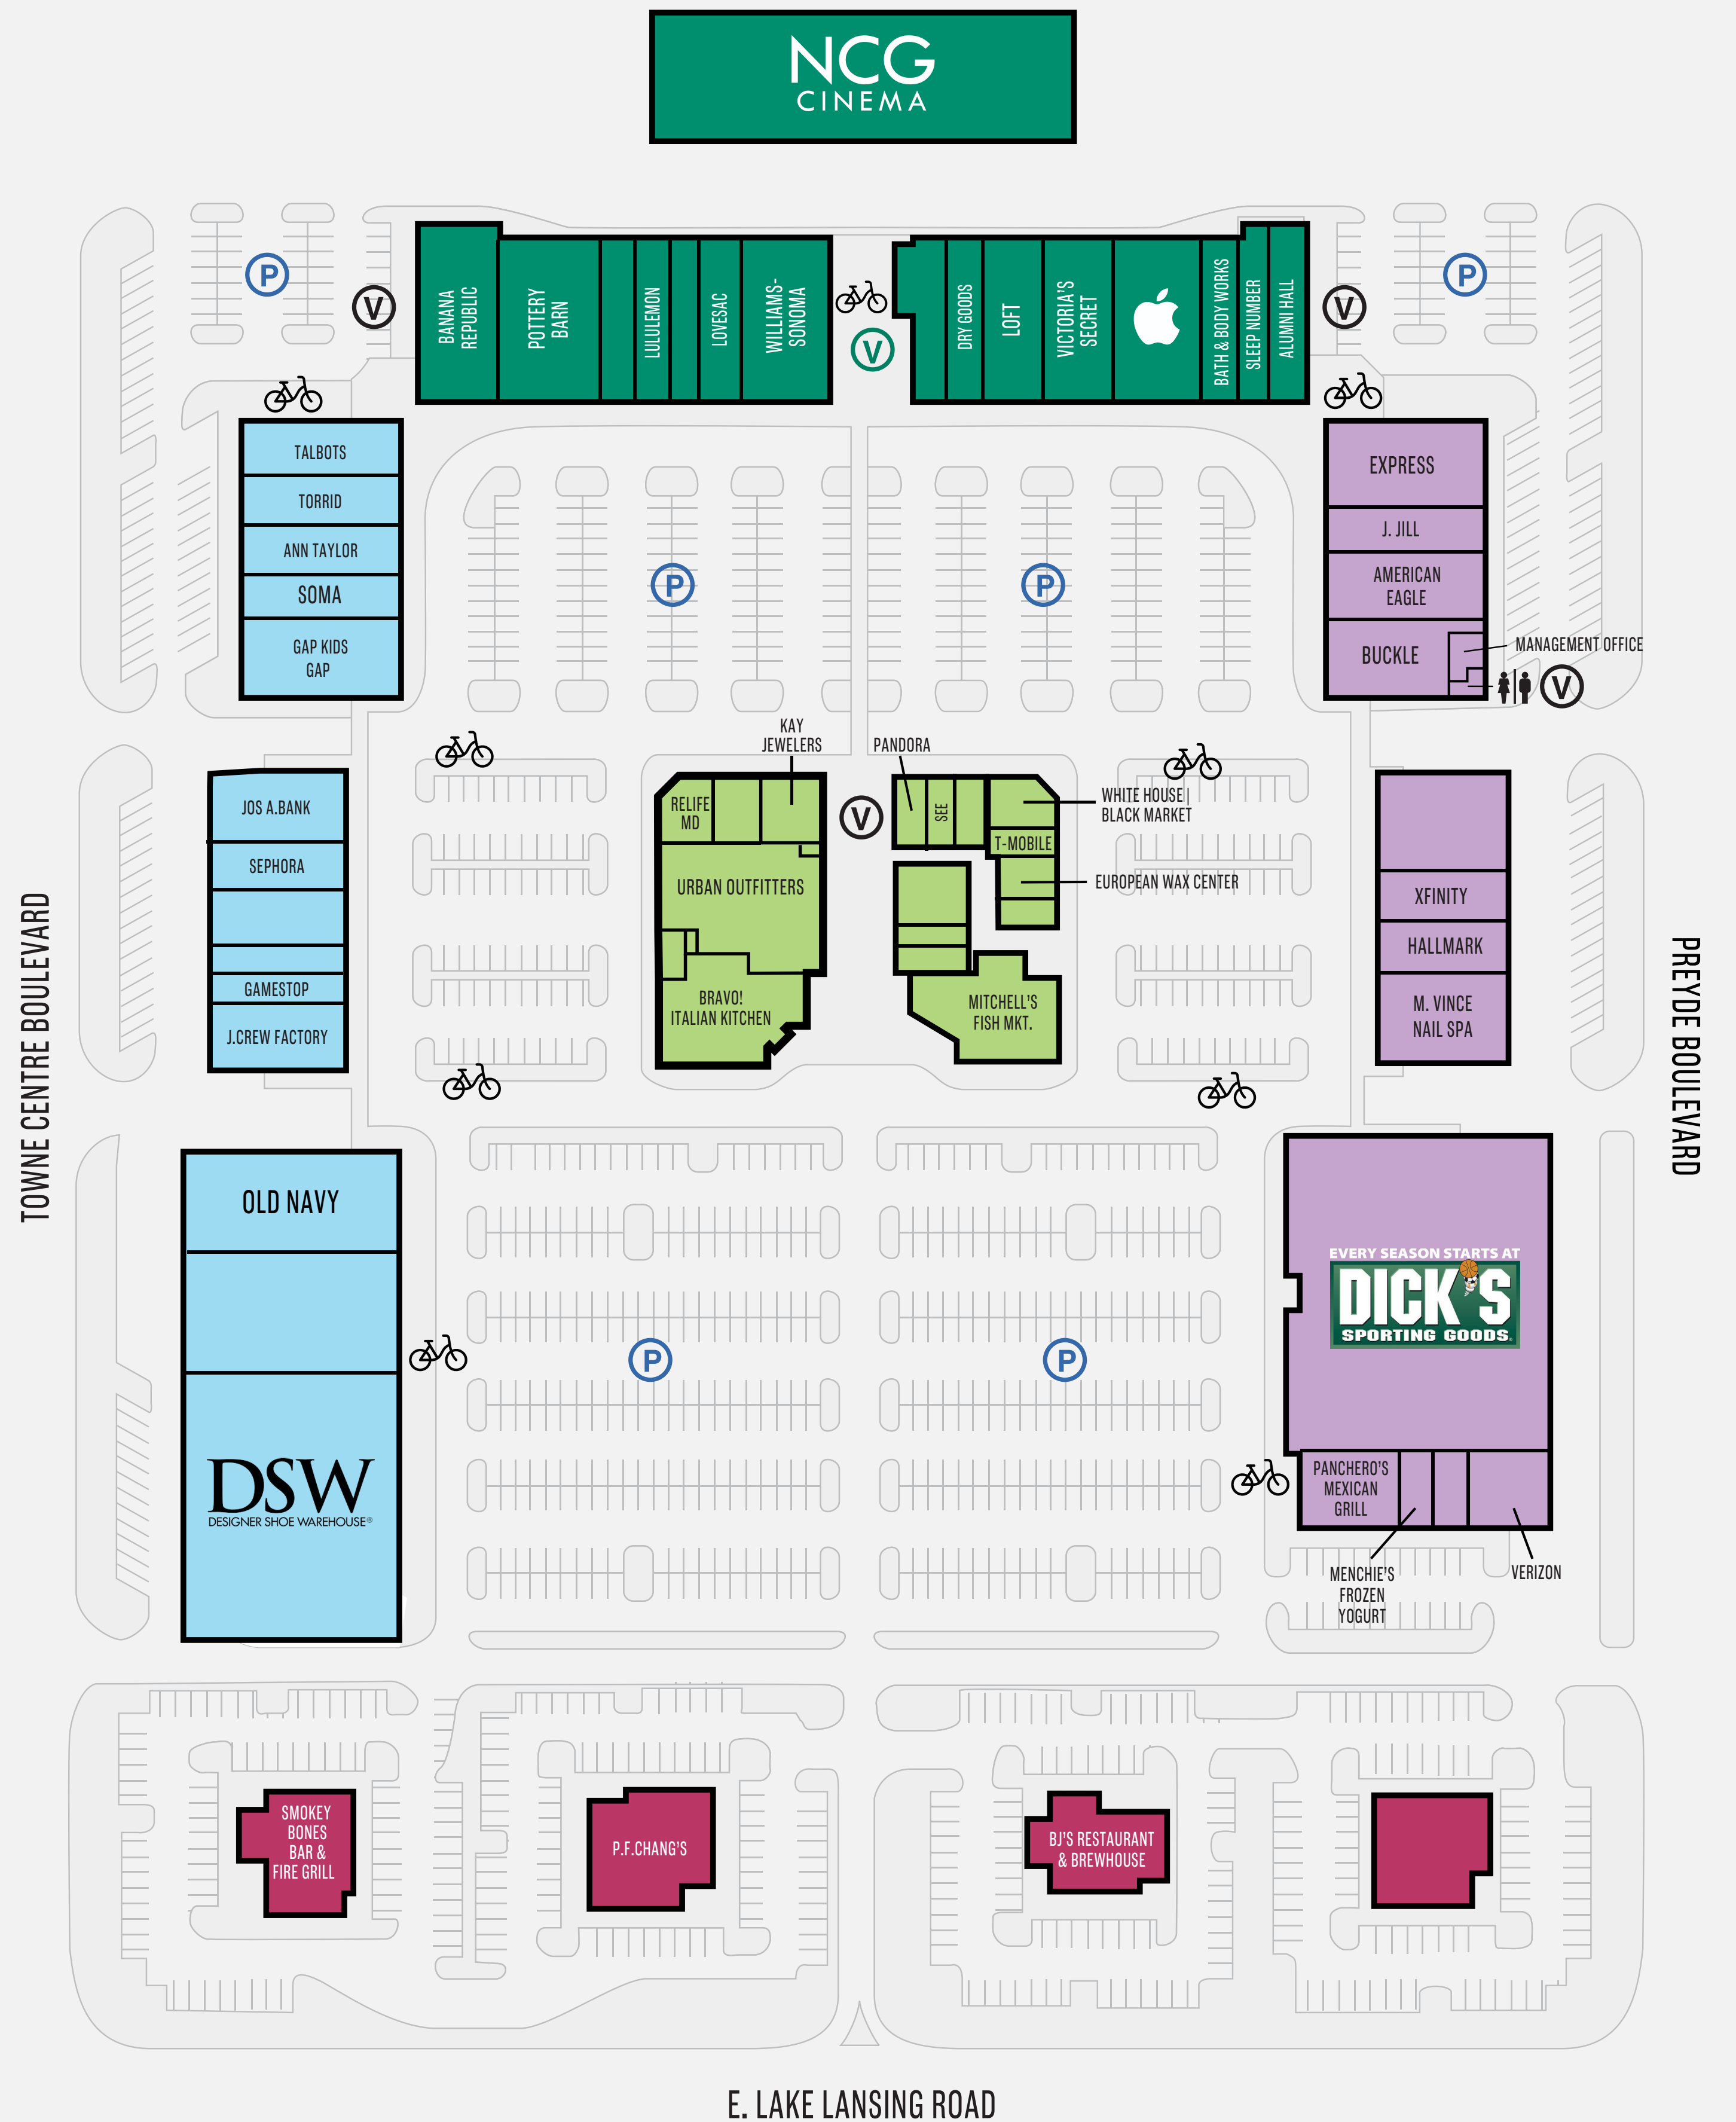 NCG
CINEMA
P
V
BANANA
REPUBLIC
POTTERY
BARN
LULULEMON
LOVESAC
WILLIAMS-
SONOMA
V
DRY GOODS
LOFT
VICTORIA'S
SECRET
BATH & BODY WORKS
SLEEP NUMBER
ALUMNI HALL
V
P
TALBOTS
TORRID
ANN TAYLOR
SOMA
GAP KIDS
GAP
P
P
EXPRESS
J. JILL
AMERICAN
EAGLE
BUCKLE
MANAGEMENT OFFICE
V
JOS A.BANK
SEPHORA
GAMESTOP
J.CREW FACTORY
KAY
JEWELERS
RELIFE
MD
URBAN OUTFITTERS
BRAVO!
ITALIAN KITCHEN
V
PANDORA
SEE
WHITE HOUSE |
BLACK MARKET
T-MOBILE
EUROPEAN WAX CENTER
MITCHELL'S
FISH MKT.
XFINITY
HALLMARK
M. VINCE
NAIL SPA
TOWNE CENTRE BOULEVARD
PREYDE BOULEVARD
OLD NAVY
DSW
DESIGNER SHOE WAREHOUSE®
P
P
EVERY SEASON STARTS AT
DICK'S
SPORTING GOODS
PANCHERO'S
MEXICAN
GRILL
MENCHIE'S
FROZEN
YOGURT
VERIZON
SMOKEY
BONES
BAR &
FIRE GRILL
P.F.CHANG'S
BJ'S RESTAURANT
& BREWHOUSE
E. LAKE LANSING ROAD